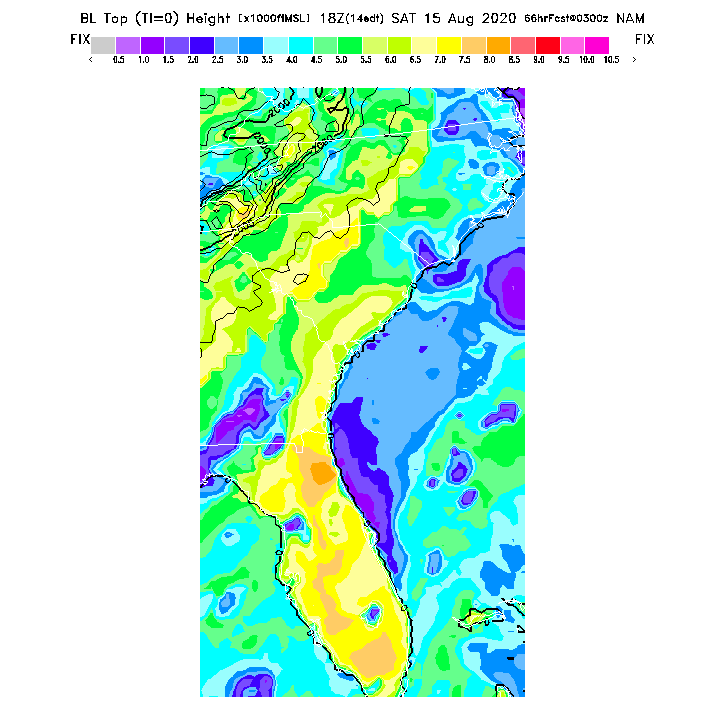 BL Top (TI=0) Height [x1000ftMSL] 18Z(14edt) SAT 15 Aug 2020 66hrFcst@0300z NAM
FIX FIX
< 0.5 1.0 1.5 2.0 2.5 3.0 3.5 4.0 4.5 5.0 5.5 6.0 6.5 7.0 7.5 8.0 8.5 9.0 9.5 10.0 10.5 >
2000